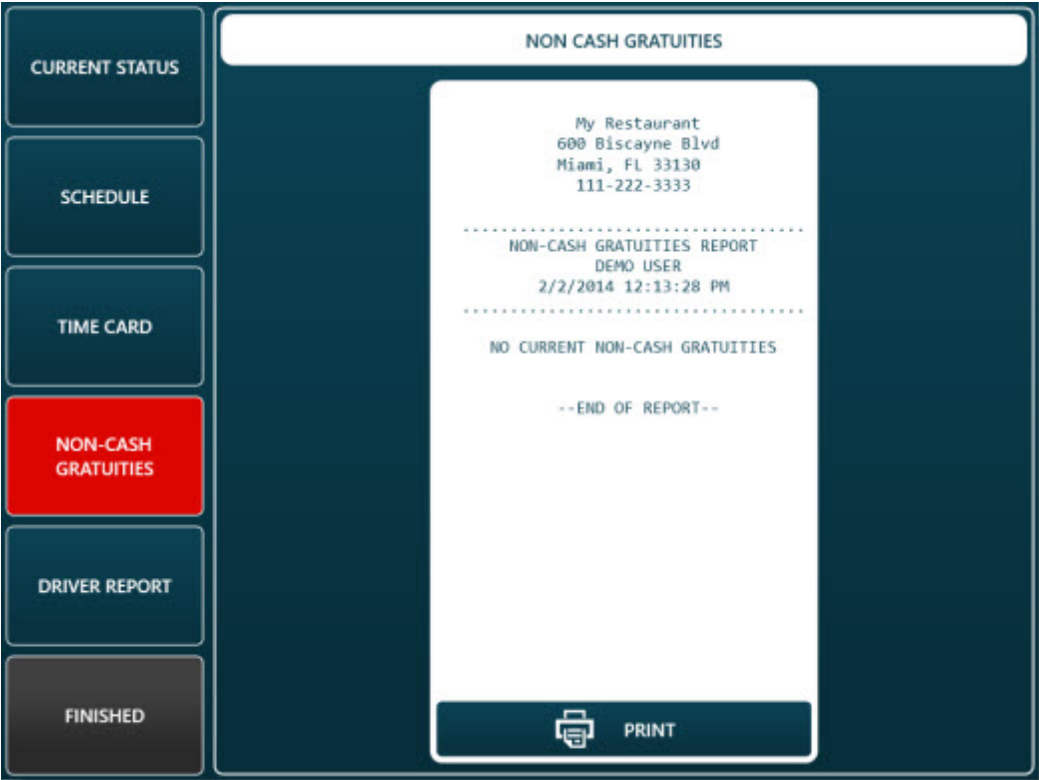 CURRENT STATUS
SCHEDULE
TIME CARD
NON-CASH
GRATUITIES
DRIVER REPORT
FINISHED
NON CASH GRATUITIES
My Restaurant
600 Biscayne Blvd
Miami, FL 33130
111-222-3333
...................................
NON-CASH GRATUITIES REPORT
DEMO USER
2/2/2014 12:13:28 PM
...................................
NO CURRENT NON-CASH GRATUITIES
--END OF REPORT--
PRINT